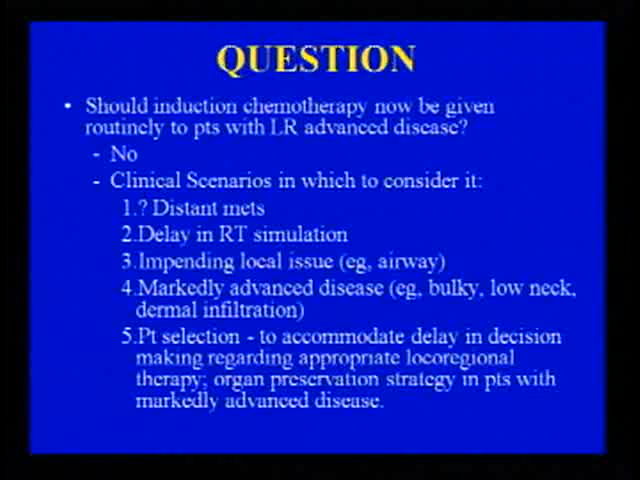 QUESTION
• Should induction chemotherapy now be given
routinely to pts with LR advanced disease?
- No
- Clinical Scenarios in which to consider it:
1.? Distant mets
2.Delay in RT simulation
3.Impending local issue (eg, airway)
4.Markedly advanced disease (eg, bulky, low neck,
dermal infiltration)
5.Pt selection - to accommodate delay in decision
making regarding appropriate locoregional
therapy; organ preservation strategy in pts with
markedly advanced disease.